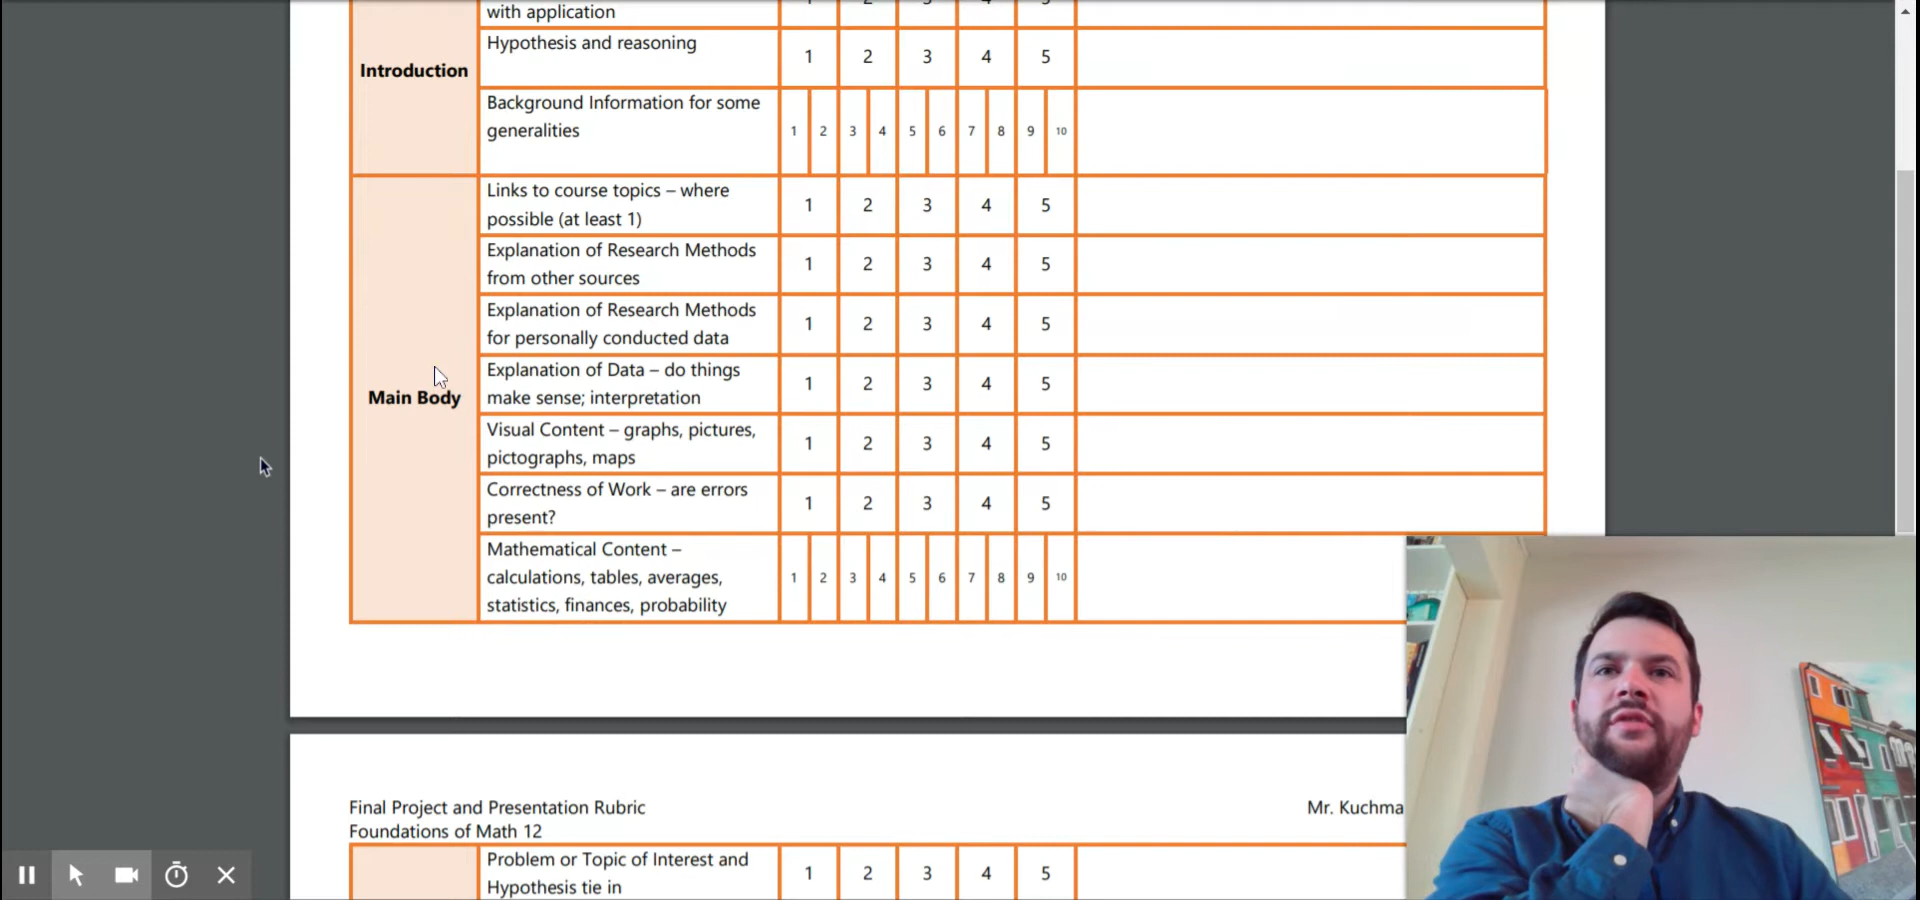 with application
Introduction
Hypothesis and reasoning
1 2 3 4 5
Background Information for some
generalities
1 2 3 4 5 6 7 8 9 10
Main Body
Links to course topics – where
possible (at least 1)
1 2 3 4 5
Explanation of Research Methods
from other sources
1 2 3 4 5
Explanation of Research Methods
for personally conducted data
1 2 3 4 5
Explanation of Data – do things
make sense; interpretation
1 2 3 4 5
Visual Content – graphs, pictures,
pictographs, maps
1 2 3 4 5
Correctness of Work – are errors
present?
1 2 3 4 5
Mathematical Content –
calculations, tables, averages,
statistics, finances, probability
1 2 3 4 5 6 7 8 9 10
Final Project and Presentation Rubric
Mr. Kuchma
Foundations of Math 12
Problem or Topic of Interest and
Hypothesis tie in
1 2 3 4 5